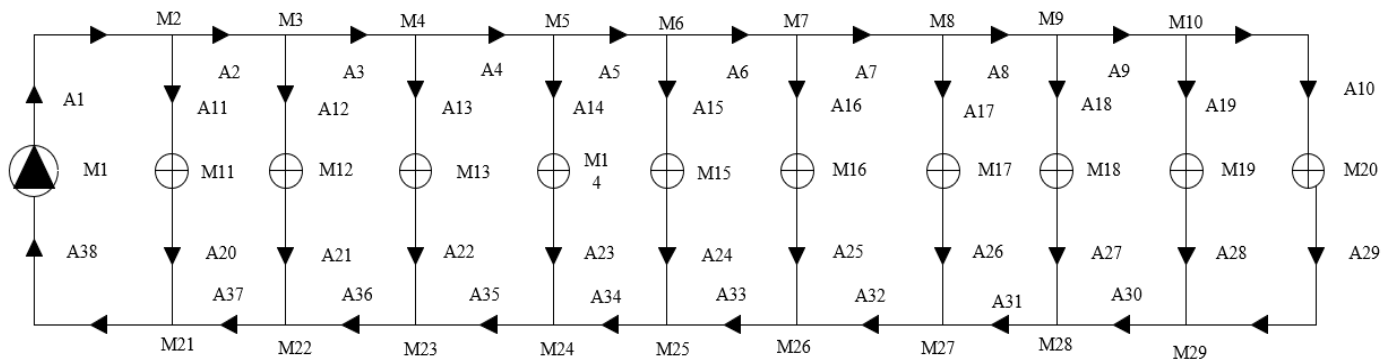 M2 M3 M4 M5 M6 M7 M8 M9 M10
A2 A3 A4 A5 A6 A7 A8 A9
A1 A11 A12 A13 A14 A15 A16 A17 A18 A19 A10
M1 M11 M12 M13 M1
4 M15 M16 M17 M18 M19 M20
A38 A20 A21 A22 A23 A24 A25 A26 A27 A28 A29
A37 A36 A35 A34 A33 A32 A31 A30
M21 M22 M23 M24 M25 M26 M27 M28 M29